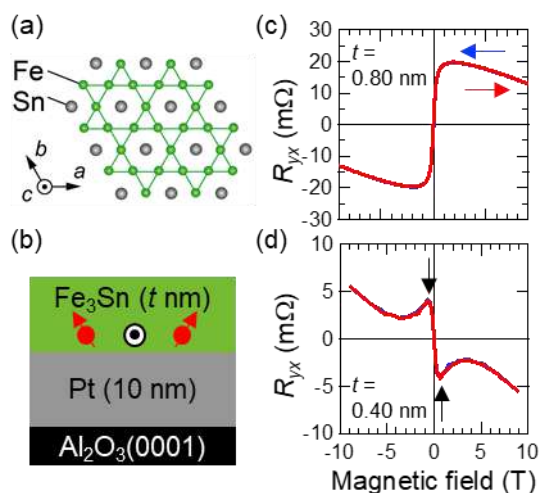 (a)
Fe
Sn
b
c
a
(b)
Fe₃Sn (t nm)
Pt (10 nm)
Al₂O₃(0001)
(c)
30
20
10
0
-10
-20
-30
Ryx (mΩ)
t =
0.80 nm
(d)
10
5
0
-5
-10
Ryx (mΩ)
t =
0.40 nm
-10
-5
0
5
10
Magnetic field (T)